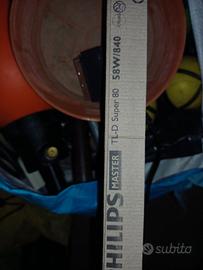 PHILIPS MASTER TL-D Super 80 58W/840
subito